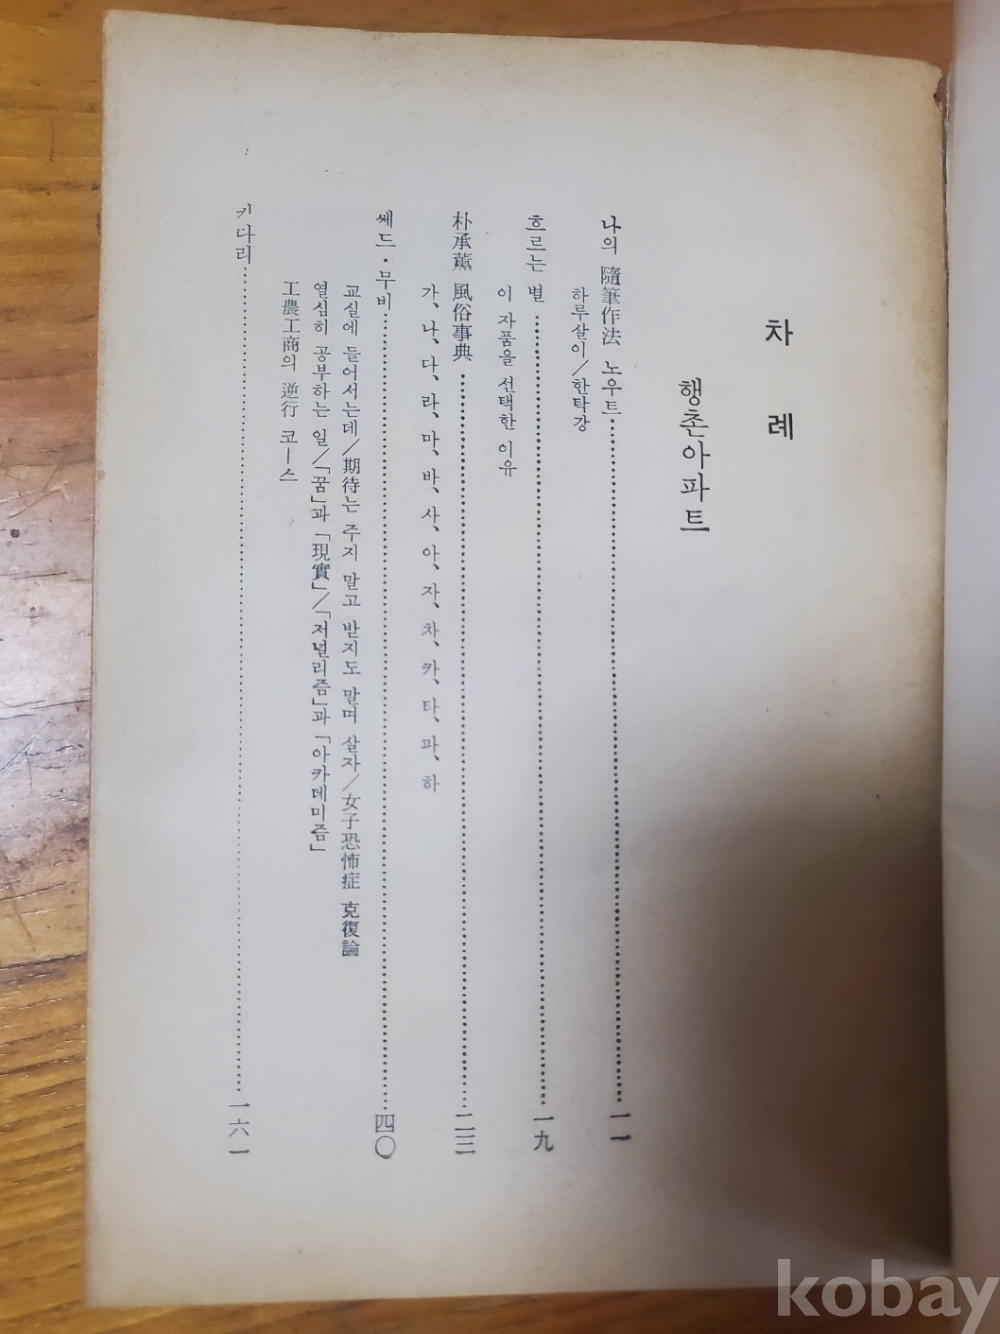 차 례
행촌아파트
나의 隨筆作法 노우트 一一
하루살이/한탁강
흐르는 별 一九
이 작품을 선택한 이유
朴承薰 風俗事典 二三
가, 나, 다, 라, 마, 바, 사, 아, 자, 차, 카, 타, 파, 하
쌔드·무비 四〇
교실에 들어서는데/期待는 주지 말고 받지도 말며 살자/女子恐怖症 克復論
열심히 공부하는 일/「꿈」과 「現實」/「저널리즘」과 「아카데미즘」
工農工商의 逆行 코ー스
키다리 一六一
kobay